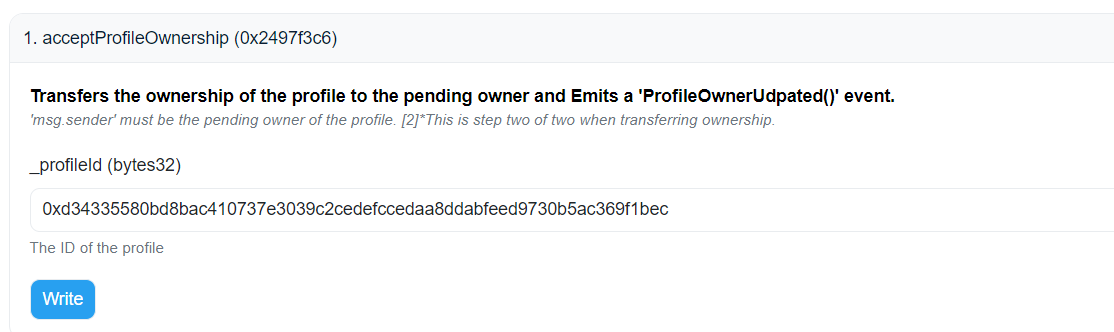 1. acceptProfileOwnership (0x2497f3c6)
Transfers the ownership of the profile to the pending owner and Emits a 'ProfileOwnerUdpated()' event.
'msg.sender' must be the pending owner of the profile. [2]*This is step two of two when transferring ownership.
_profileId (bytes32)
0xd34335580bd8bac410737e3039c2cedefccedaa8ddabfeed9730b5ac369f1bec
The ID of the profile
Write